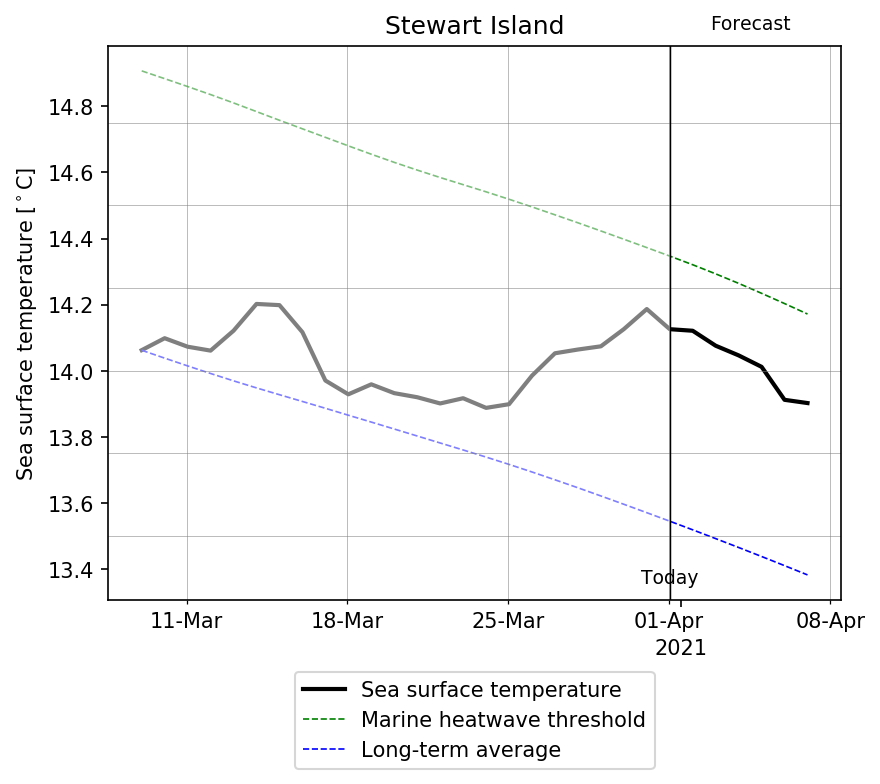 Stewart Island
Forecast
Sea surface temperature [°C]
14.8
14.6
14.4
14.2
14.0
13.8
13.6
13.4
Today
11-Mar
18-Mar
25-Mar
01-Apr
08-Apr
2021
Sea surface temperature
Marine heatwave threshold
Long-term average